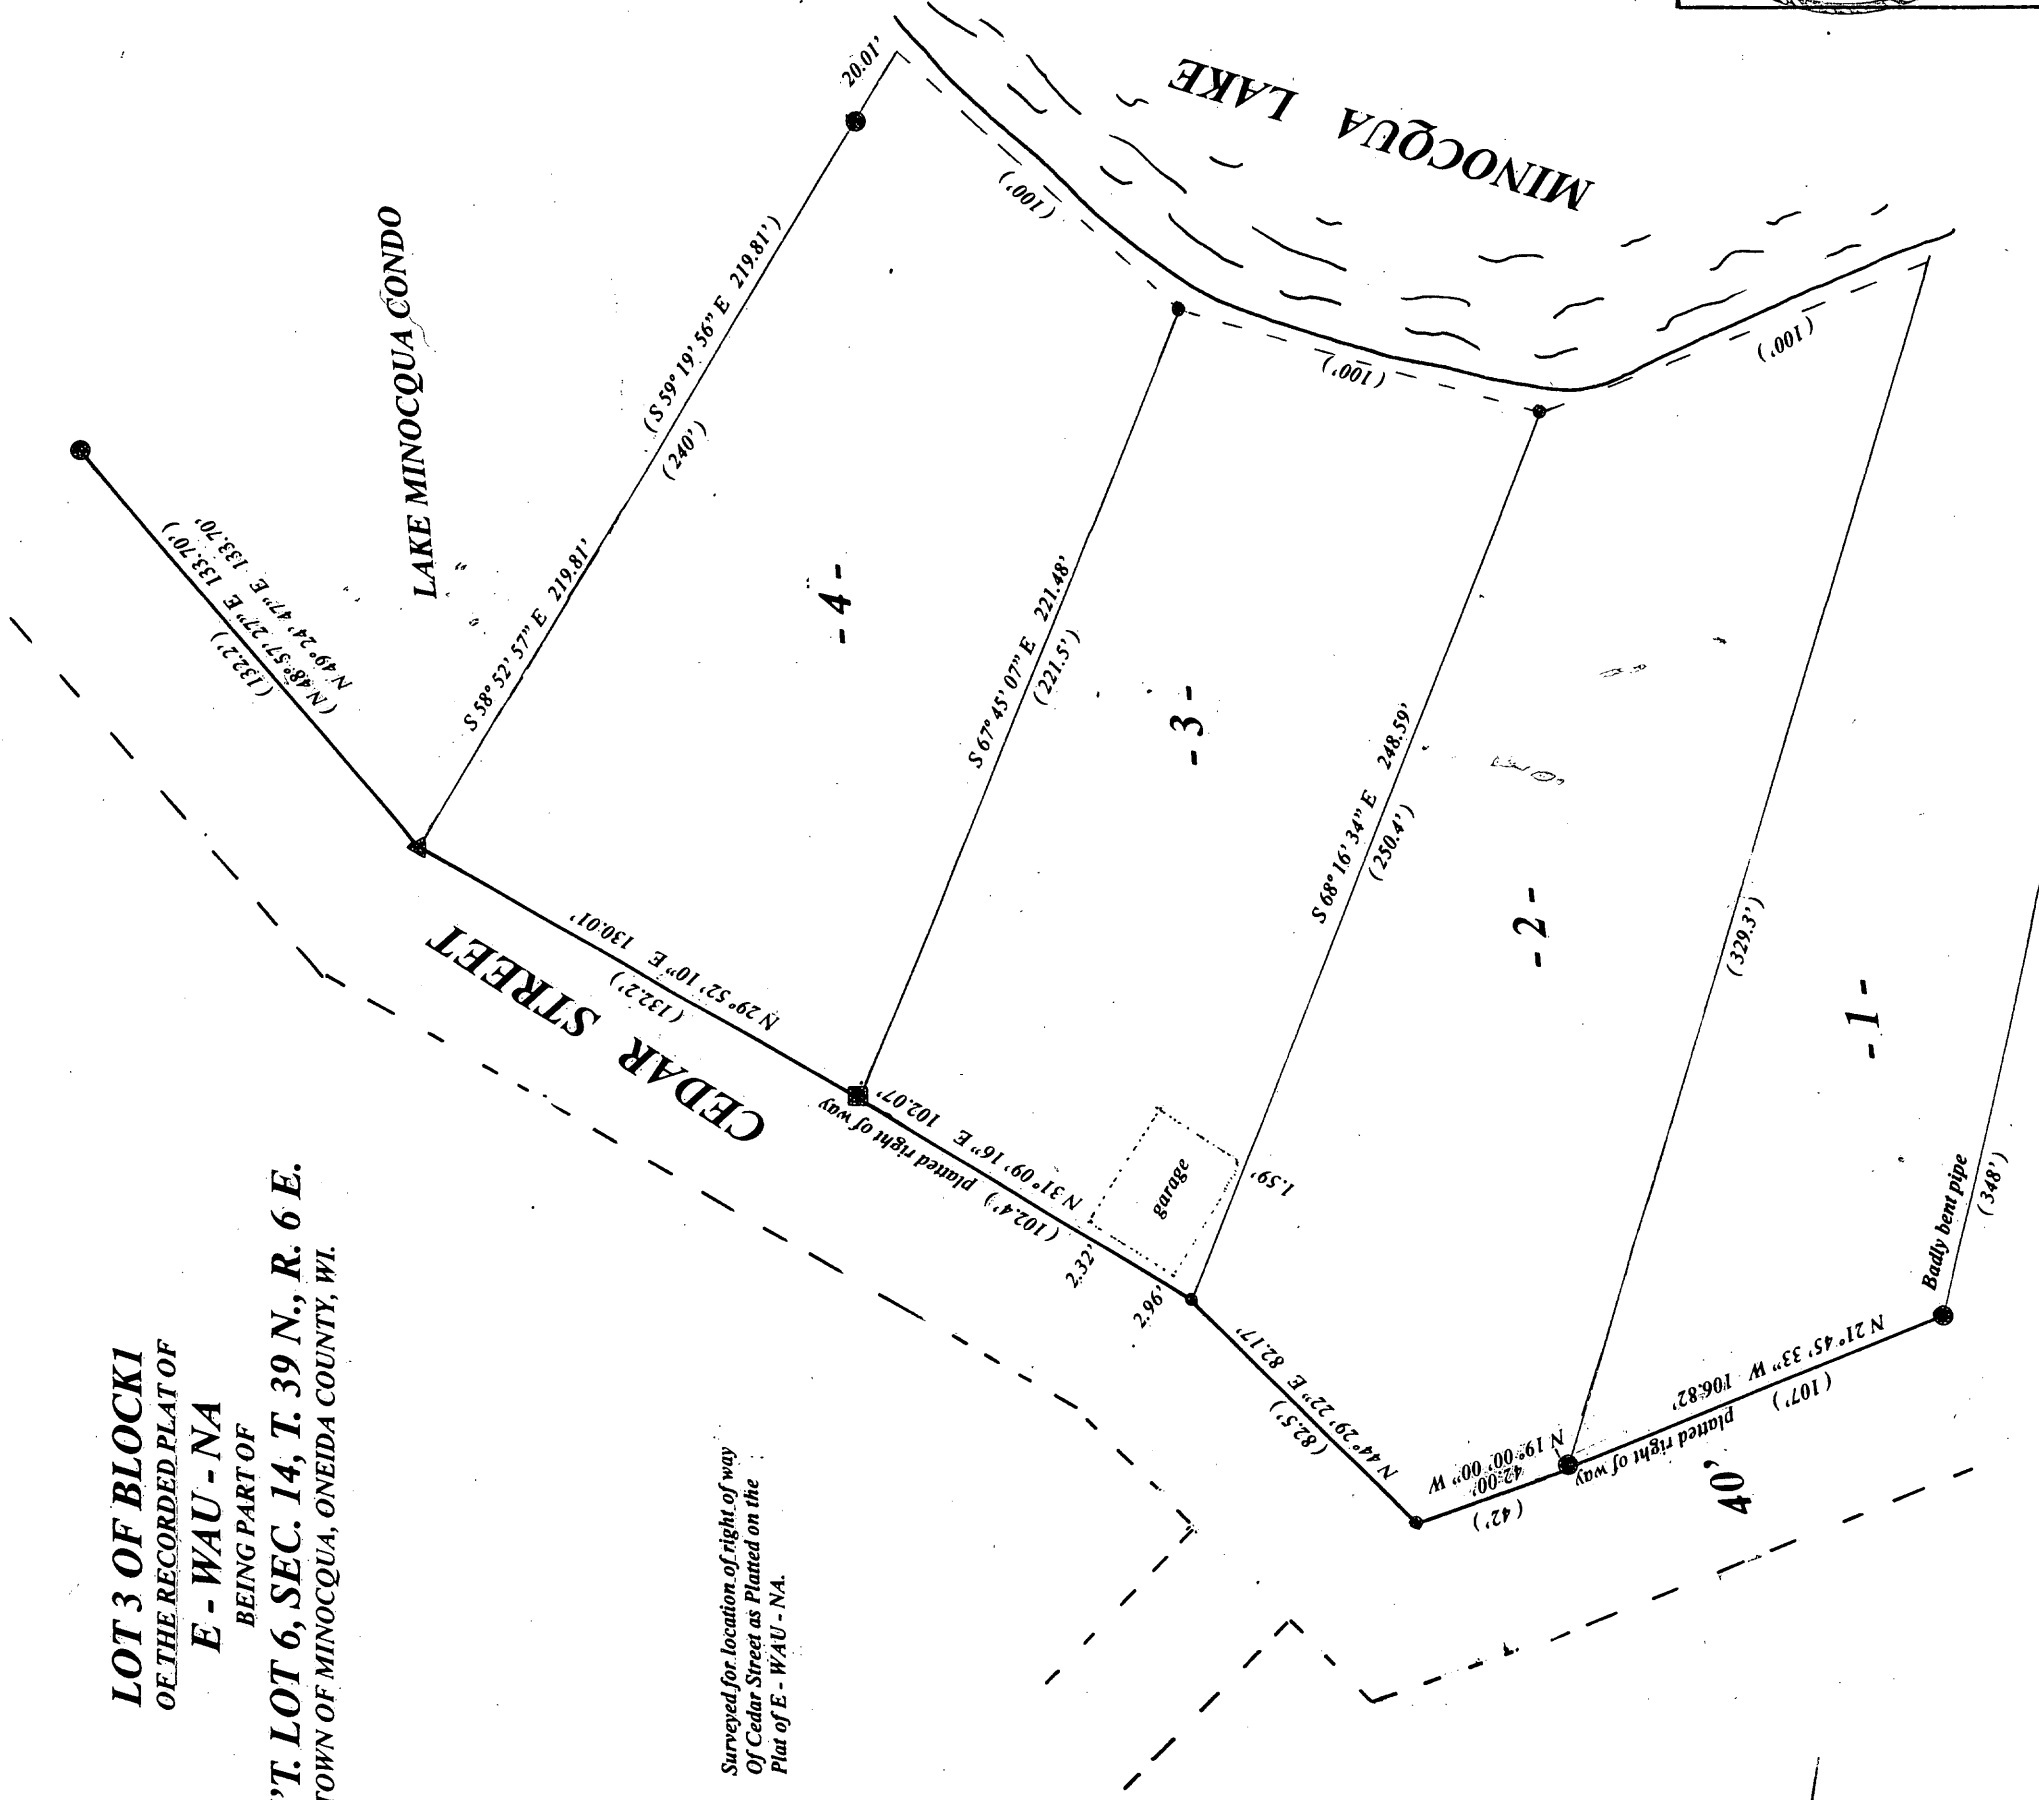 LOT 3 OF BLOCK1
OF THE RECORDED PLAT OF
E - WAU - NA
BEING PART OF
'T. LOT 6, SEC. 14, T. 39 N., R. 6 E.
TOWN OF MINOCQUA, ONEIDA COUNTY, WI.
Surveyed for location of right of way
Of Cedar Street as Platted on the
Plat of E - WAU - NA.
LAKE MINOCQUA CONDO
MINOCQUA LAKE
CEDAR STREET
(132.2')
(N 48° 57' 27" E 133.70')
N 49° 24' 47" E 133.70'
S 58° 52' 57" E 219.81'
(S 59° 19' 56" E 219.81')
(240')
20.01'
(100')
- 4 -
N 29° 52' 10" E 130.01'
(132.2')
S 67° 45' 07" E 221.48'
(221.5')
(100')
- 3 -
platted right of way
N 31° 09' 16" E 102.07'
(102.4')
garage
2.32'
2.96'
1.59'
S 68° 16' 34" E 248.59'
(250.4')
(100')
- 2 -
N 44° 29' 22" E 82.17'
(82.5')
N 19° 00' 00" W
42.00'
(42')
(329.3')
- 1 -
N 21° 45' 33" W 106.82'
(107')
platted right of way
40'
Badly bent pipe
(348')